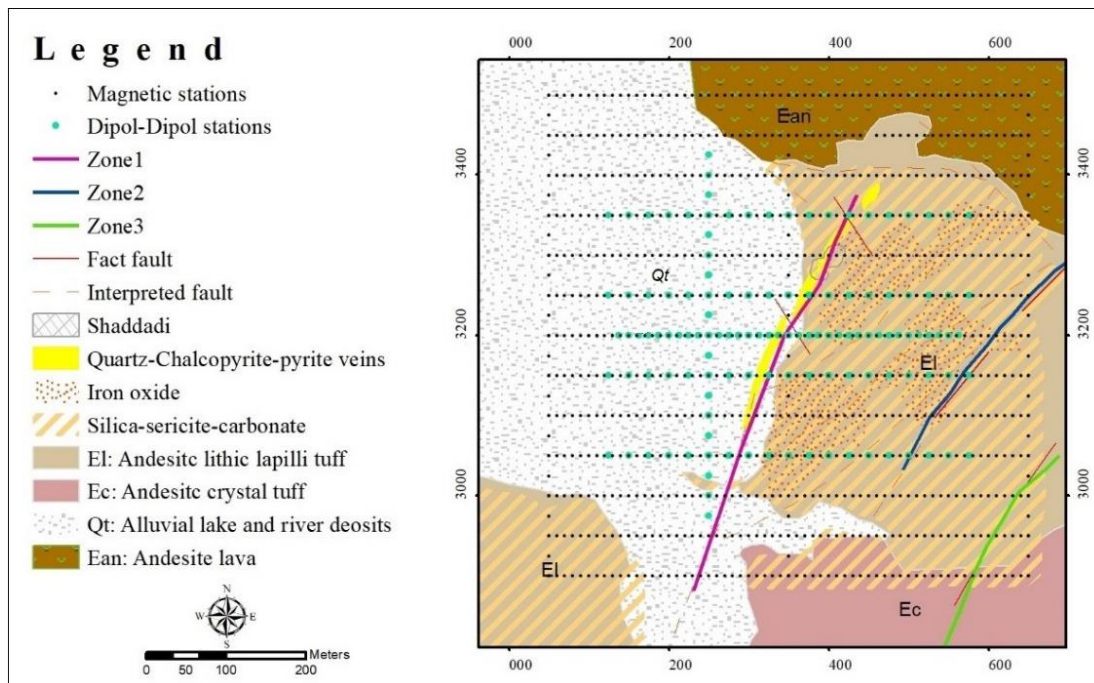 L e g e n d
Magnetic stations
Dipol-Dipol stations
Zone1
Zone2
Zone3
Fact fault
Interpreted fault
Shaddadi
Quartz-Chalcopyrite-pyrite veins
Iron oxide
Silica-sericite-carbonate
El: Andesitc lithic lapilli tuff
Ec: Andesitc crystal tuff
Qt: Alluvial lake and river deosits
Ean: Andesite lava
N
W E
S
Meters
0 50 100 200
000 200 400 600
3400 3400
3200 3200
3000 3000
Ean
Qt
El
El
Ec
000 200 400 600